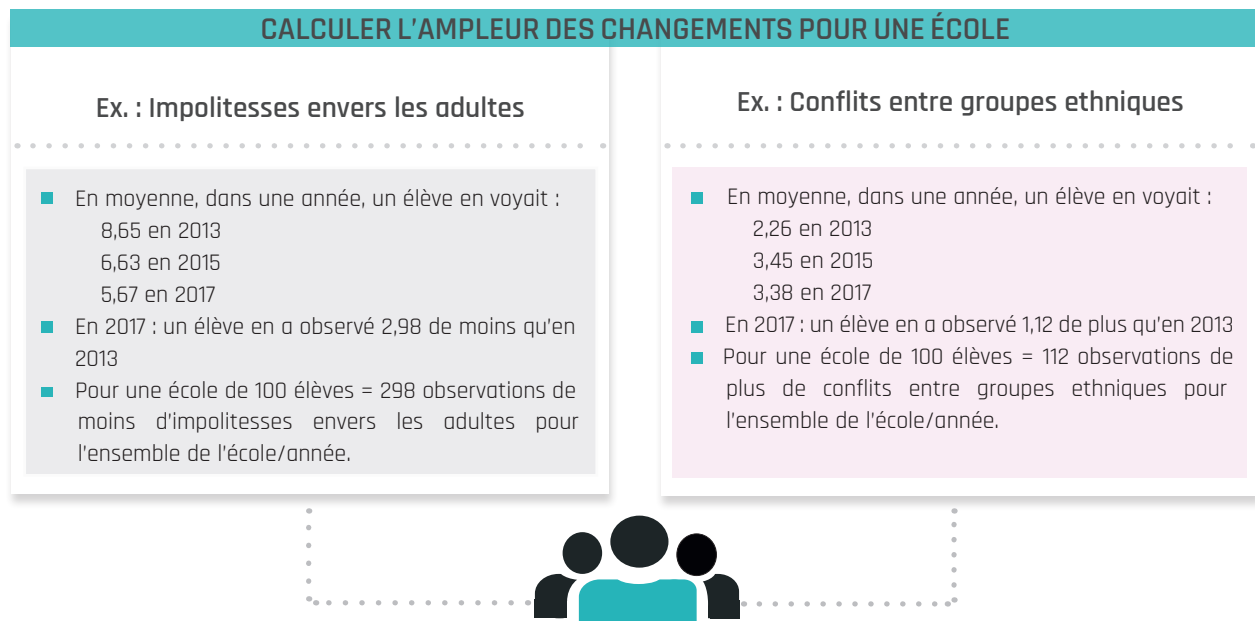 CALCULER L'AMPLEUR DES CHANGEMENTS POUR UNE ÉCOLE
Ex. : Impolitesses envers les adultes
En moyenne, dans une année, un élève en voyait :
8,65 en 2013
6,63 en 2015
5,67 en 2017
En 2017 : un élève en a observé 2,98 de moins qu'en
2013
Pour une école de 100 élèves = 298 observations de
moins d'impolitesses envers les adultes pour
l'ensemble de l'école/année.
Ex. : Conflits entre groupes ethniques
En moyenne, dans une année, un élève en voyait :
2,26 en 2013
3,45 en 2015
3,38 en 2017
En 2017 : un élève en a observé 1,12 de plus qu'en 2013
Pour une école de 100 élèves = 112 observations de
plus de conflits entre groupes ethniques pour
l'ensemble de l'école/année.